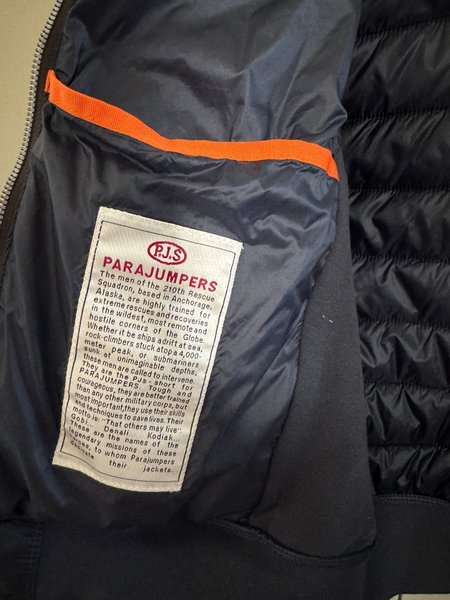 P.J.S
PARAJUMPERS
The men of the 210th Rescue
Squadron, based in Anchorage,
Alaska, are highly trained for
extreme rescues and recoveries
in the wildest, most remote and
hostile corners of the Globe.
Whether it be ships adrift at sea,
rock-climbers stuck atop a 4,000-
meter peak, or submariners
sunk at unimaginable depths,
these men are called to intervene.
They are the PJs - short for
PARAJUMPERS. Tough and
courageous, they are better trained
than any other military corps, but
most important, they use their skills
and techniques to save lives. Their
motto is: "That others may live"
Gobi... Denali... Kodiak
These are the names of the
legendary missions of these
to whom Parajumpers
their jackets.